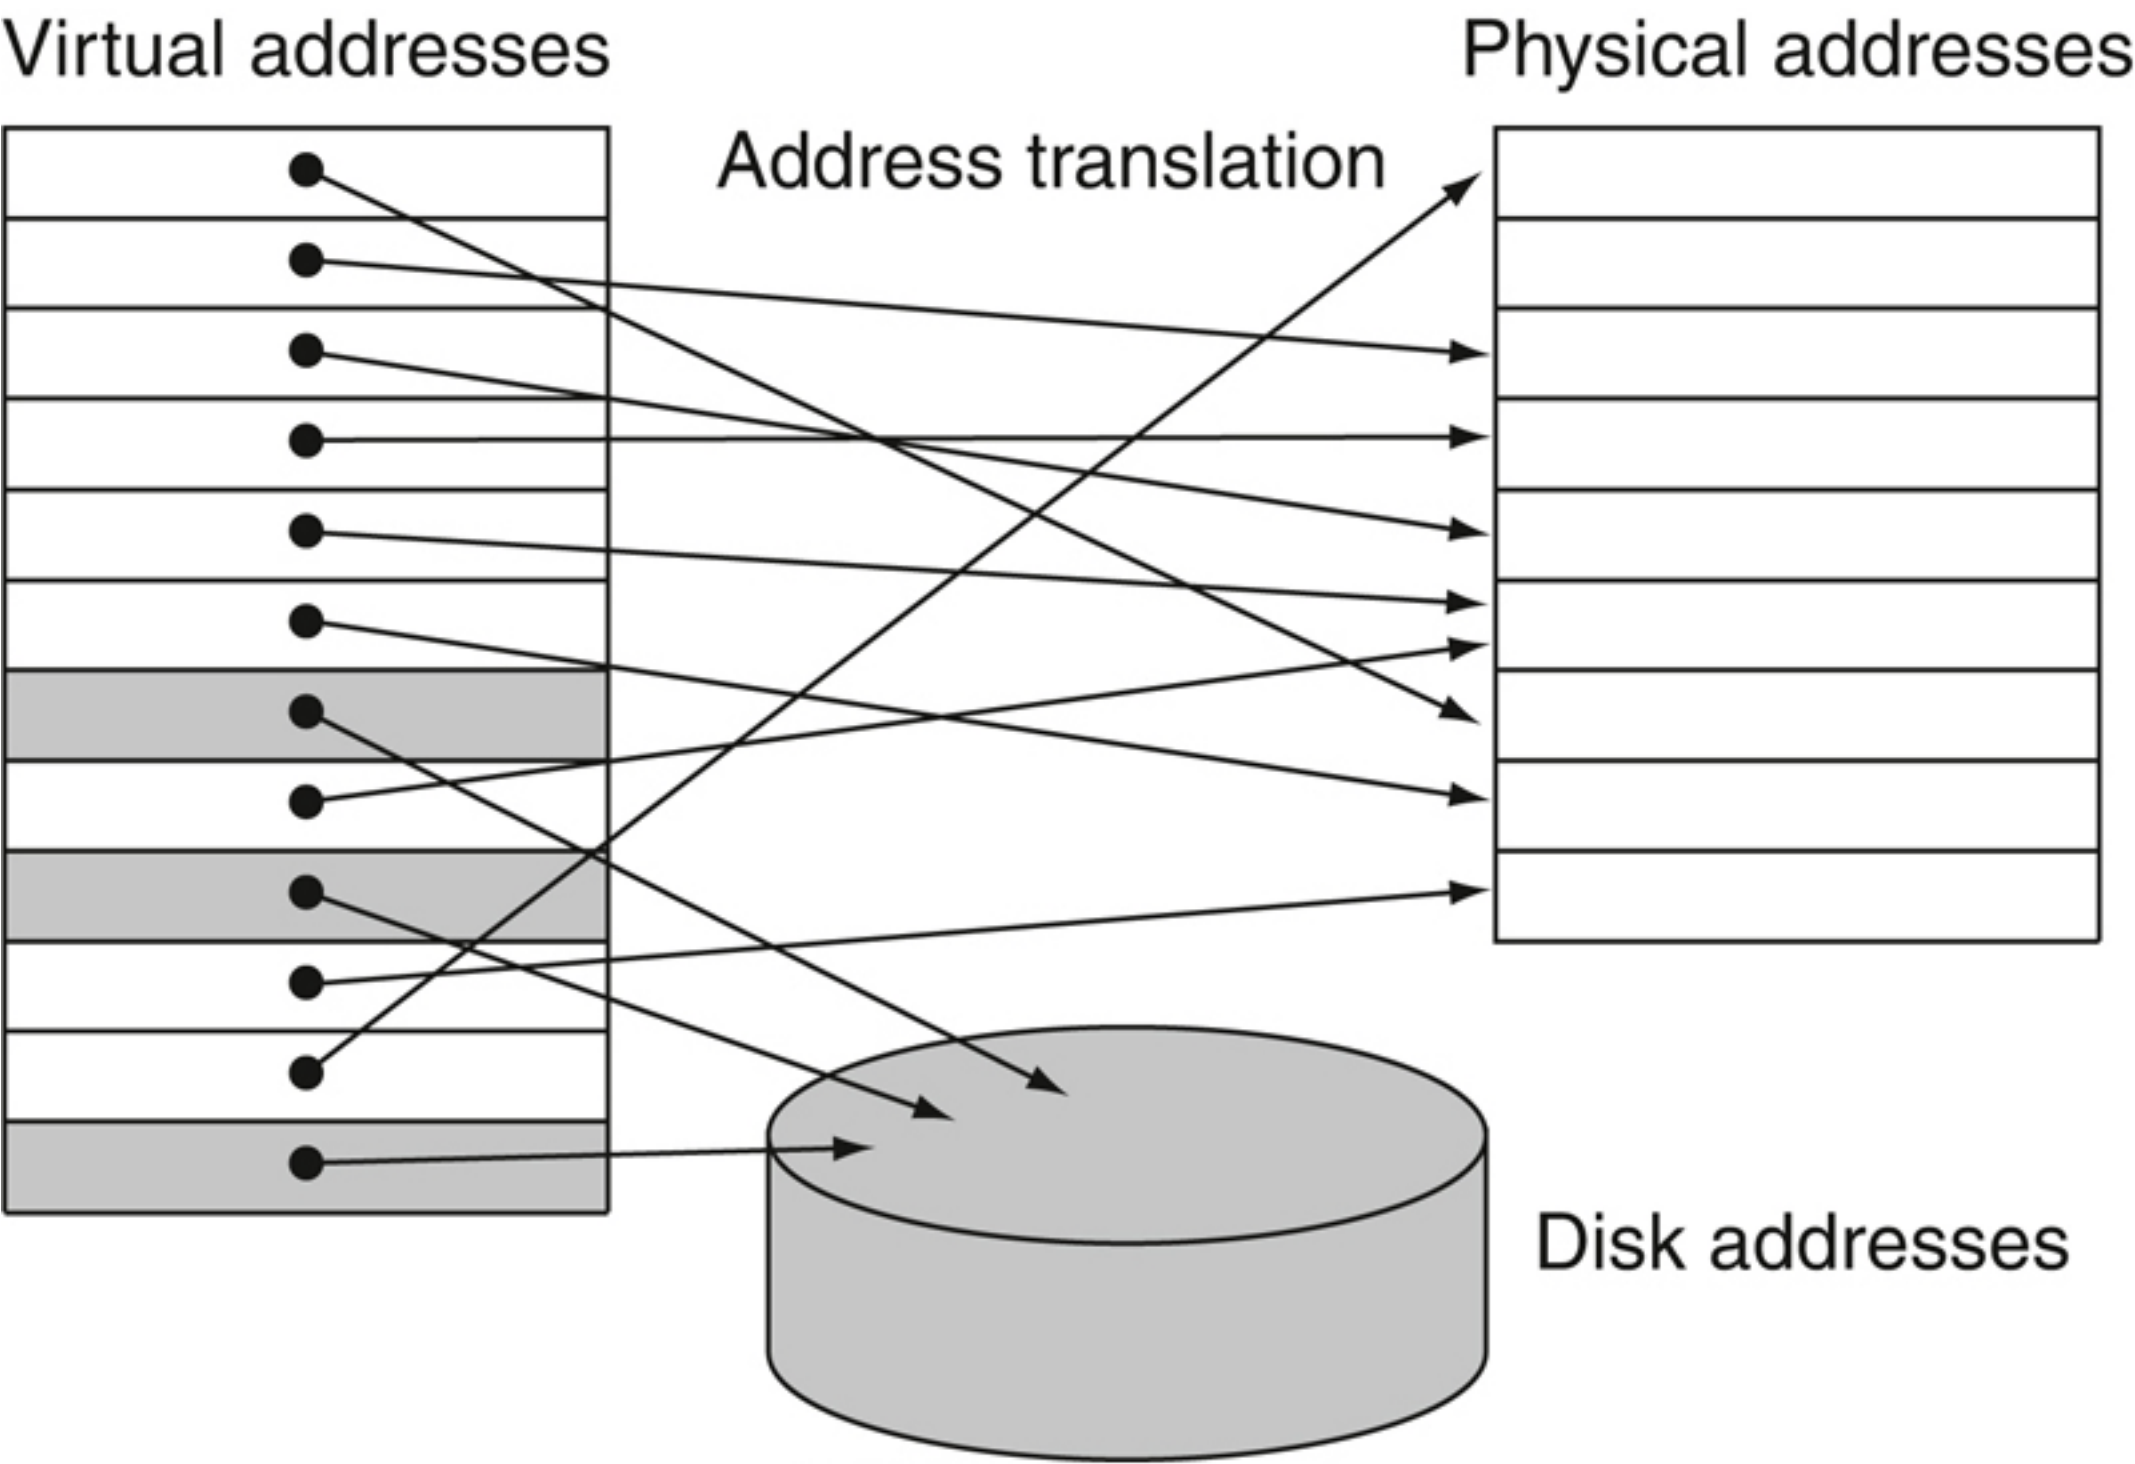 Virtual addresses
Physical addresses
Address translation
Disk addresses